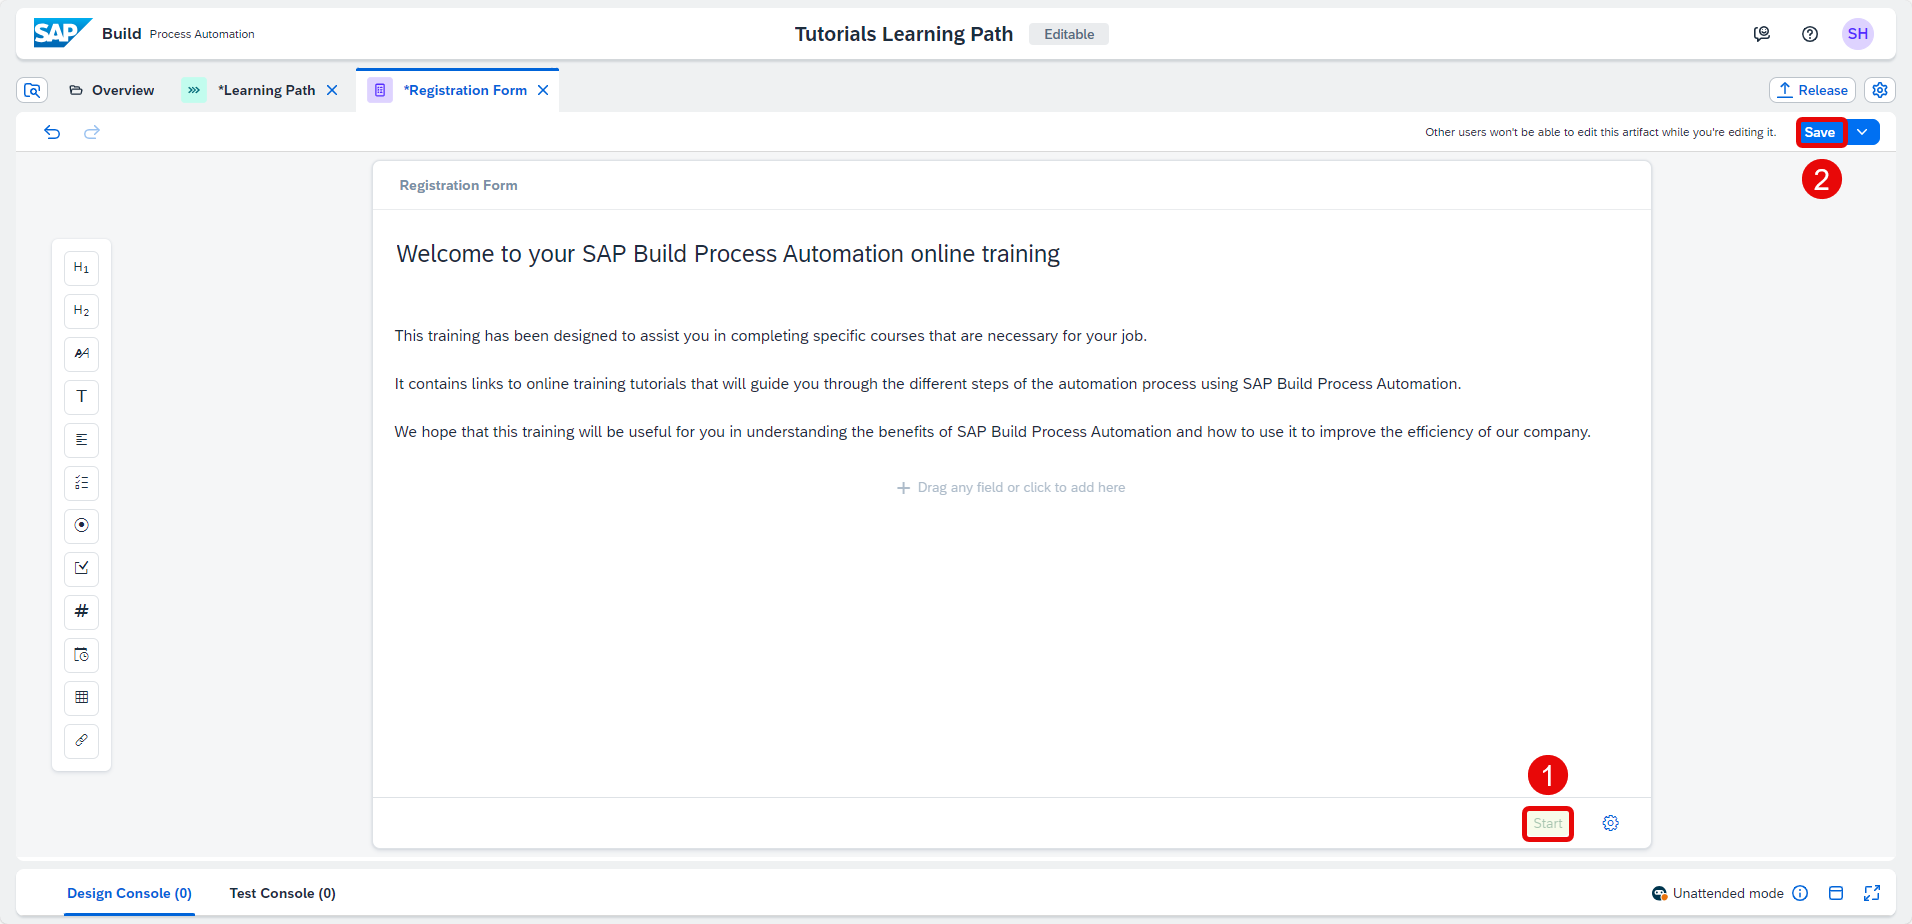 SAP Build Process Automation
Tutorials Learning Path Editable
SH
Overview
*Learning Path
*Registration Form
Release
Other users won't be able to edit this artifact while you're editing it.
Save
2
Registration Form
Welcome to your SAP Build Process Automation online training
This training has been designed to assist you in completing specific courses that are necessary for your job.
It contains links to online training tutorials that will guide you through the different steps of the automation process using SAP Build Process Automation.
We hope that this training will be useful for you in understanding the benefits of SAP Build Process Automation and how to use it to improve the efficiency of our company.
Drag any field or click to add here
H1
H2
AA
T
#
1
Start
Design Console (0)
Test Console (0)
Unattended mode